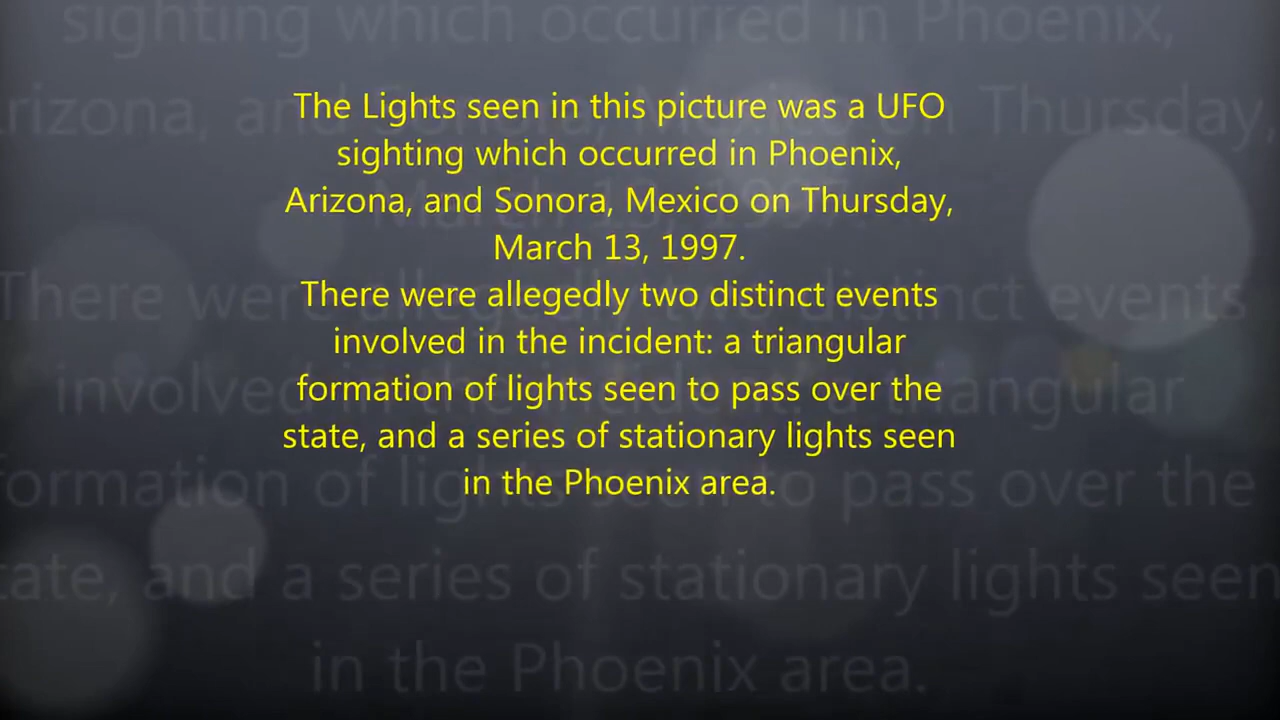 The Lights seen in this picture was a UFO
sighting which occurred in Phoenix,
Arizona, and Sonora, Mexico on Thursday,
March 13, 1997.
There were allegedly two distinct events
involved in the incident: a triangular
formation of lights seen to pass over the
state, and a series of stationary lights seen
in the Phoenix area.